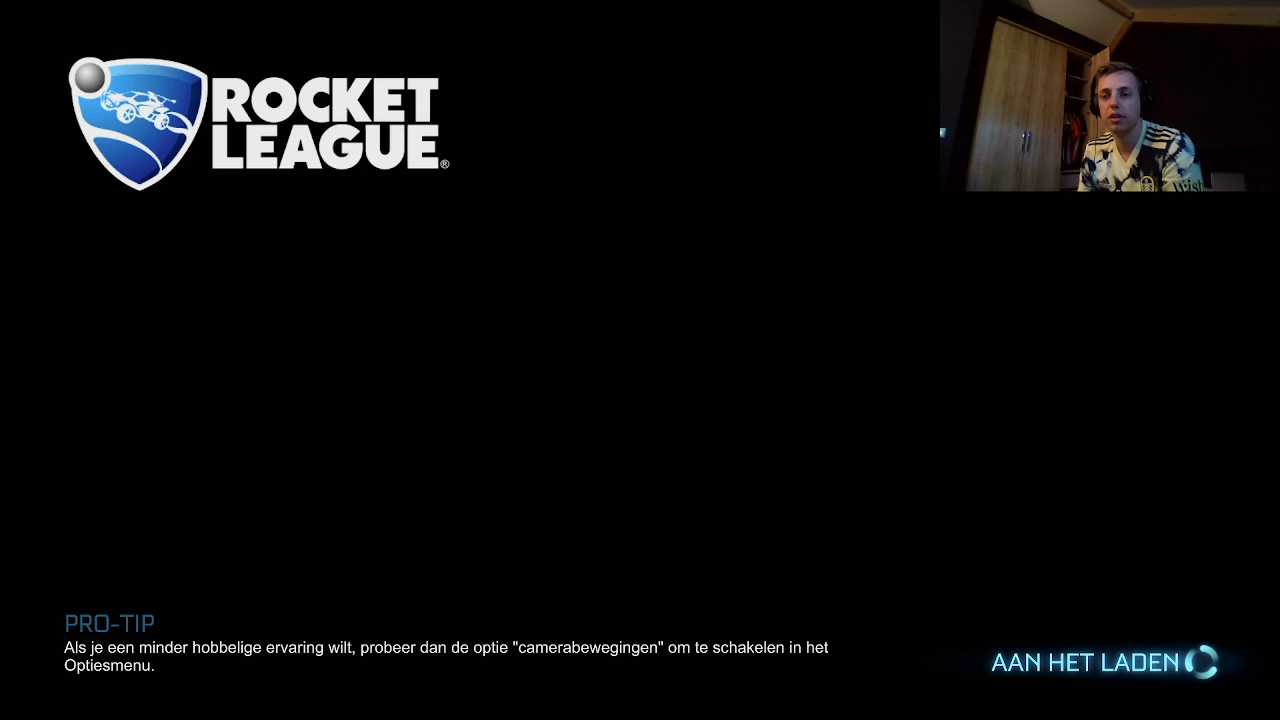 ROCKET
LEAGUE®
PRO-TIP
Als je een minder hobbelige ervaring wilt, probeer dan de optie "camerabewegingen" om te schakelen in het
Optiesmenu.
AAN HET LADEN